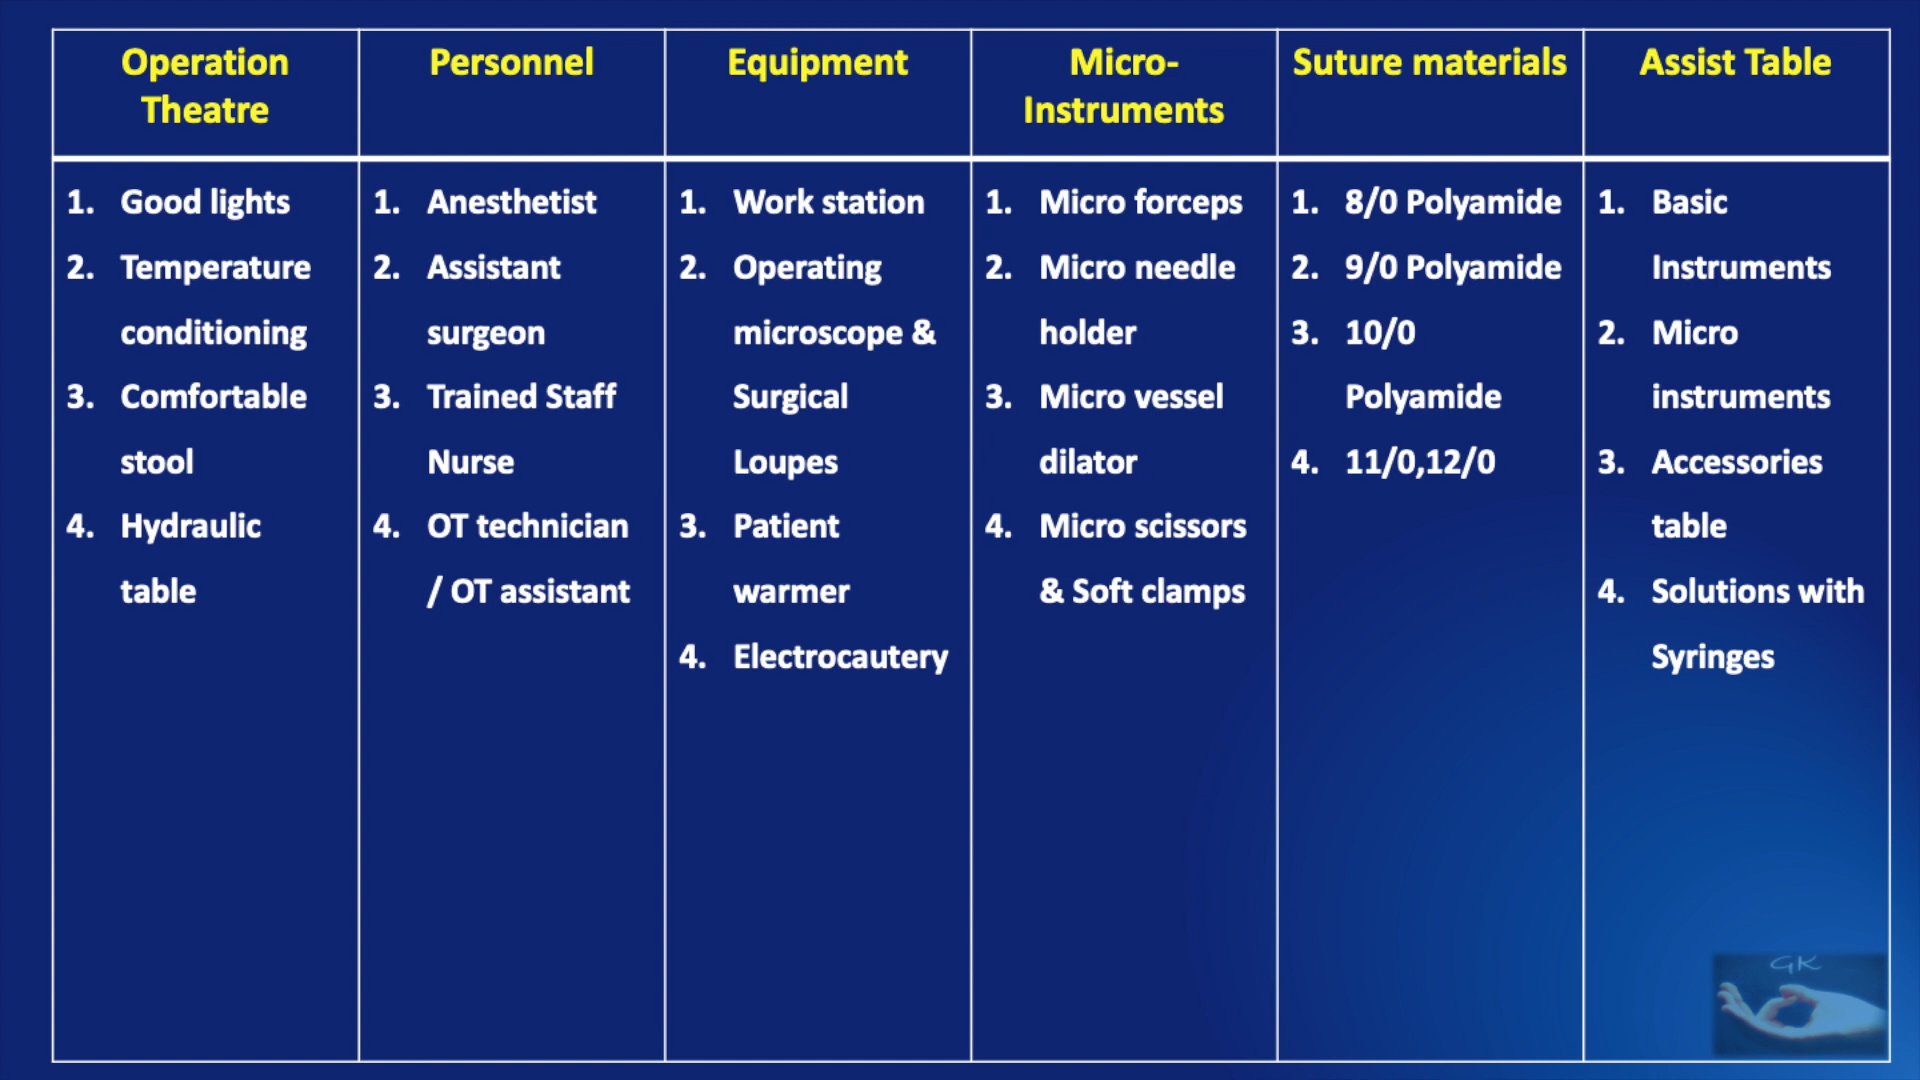 Operation
Theatre
Personnel
Equipment
Micro-
Instruments
Suture materials
Assist Table
1. Good lights
2. Temperature
conditioning
3. Comfortable
stool
4. Hydraulic
table
1. Anesthetist
2. Assistant
surgeon
3. Trained Staff
Nurse
4. OT technician
/ OT assistant
1. Work station
2. Operating
microscope &
Surgical
Loupes
3. Patient
warmer
4. Electrocautery
1. Micro forceps
2. Micro needle
holder
3. Micro vessel
dilator
4. Micro scissors
& Soft clamps
1. 8/0 Polyamide
2. 9/0 Polyamide
3. 10/0
Polyamide
4. 11/0,12/0
1. Basic
Instruments
2. Micro
instruments
3. Accessories
table
4. Solutions with
Syringes
GK